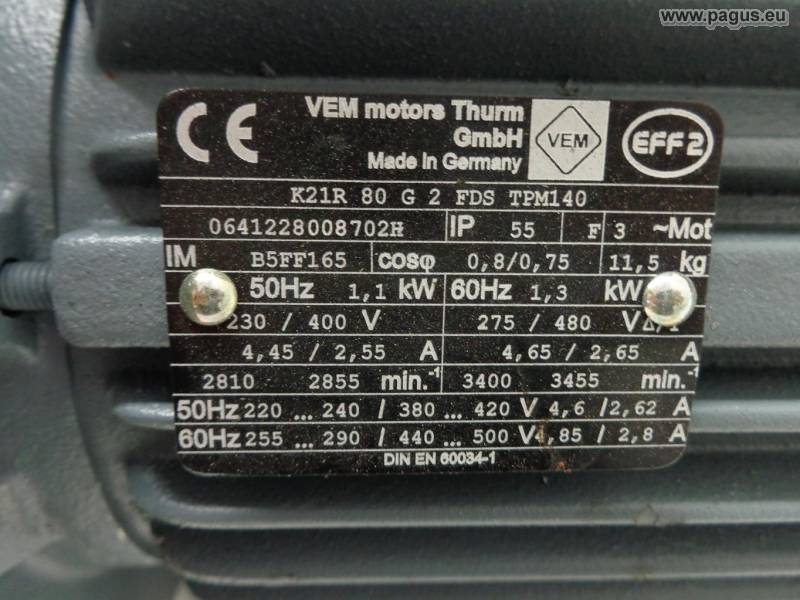 www.pagus.eu
CE
VEM motors Thurm
GmbH
Made in Germany
VEM
EFF2
K21R 80 G 2 FDS TPM140
0641228008702H IP 55 F 3 ~Mot
IM B5FF165 cosφ 0,8/0,75 11,5 kg
50Hz 1,1 kW 60Hz 1,3 kW
230 / 400 V 275 / 480 V
4,45 / 2,55 A 4,65 / 2,65 A
2810 2855 min.-1 3400 3455 min.-1
50Hz 220 ... 240 / 380 ... 420 V 4,6 / 2,62 A
60Hz 255 ... 290 / 440 ... 500 V 4,85 / 2,8 A
DIN EN 60034-1